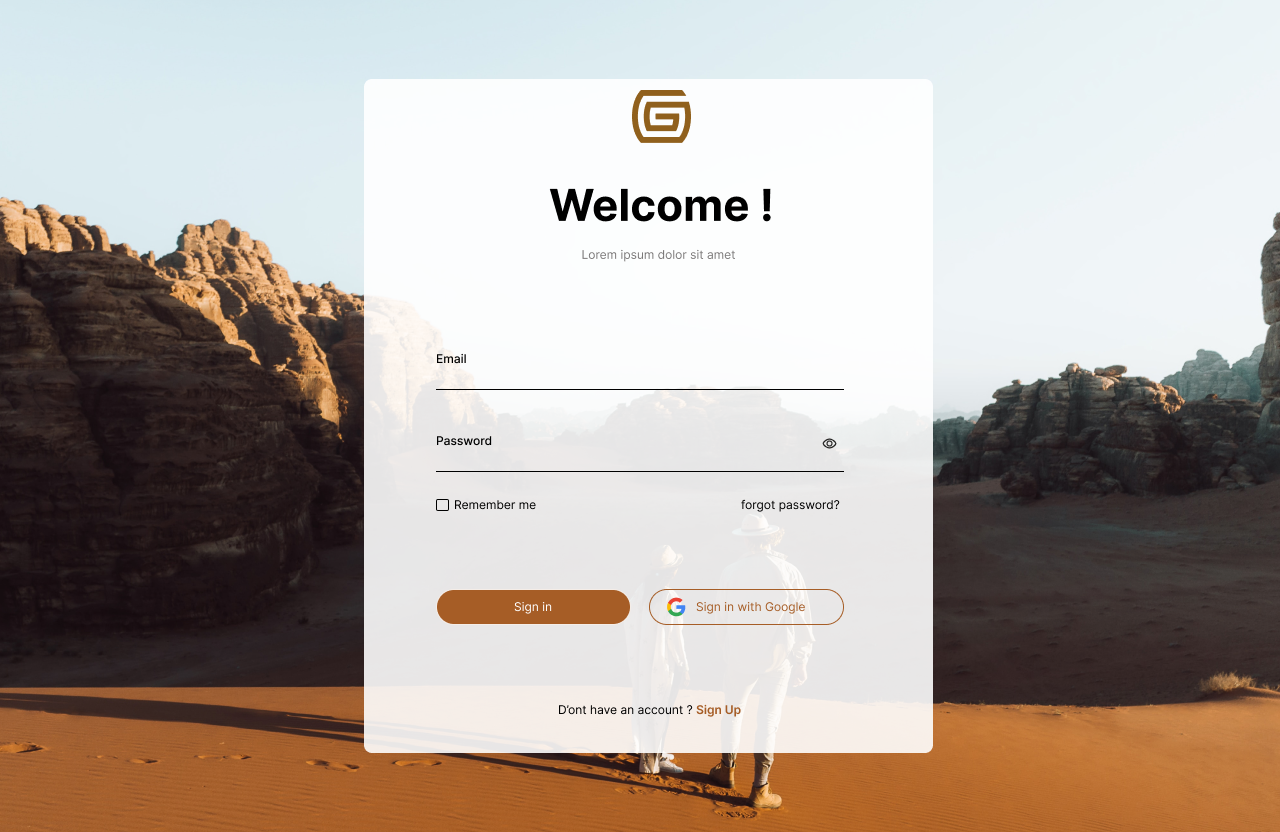 Welcome !
Lorem ipsum dolor sit amet
Email
Password
Remember me
forgot password?
Sign in
Sign in with Google
D'ont have an account ? Sign Up